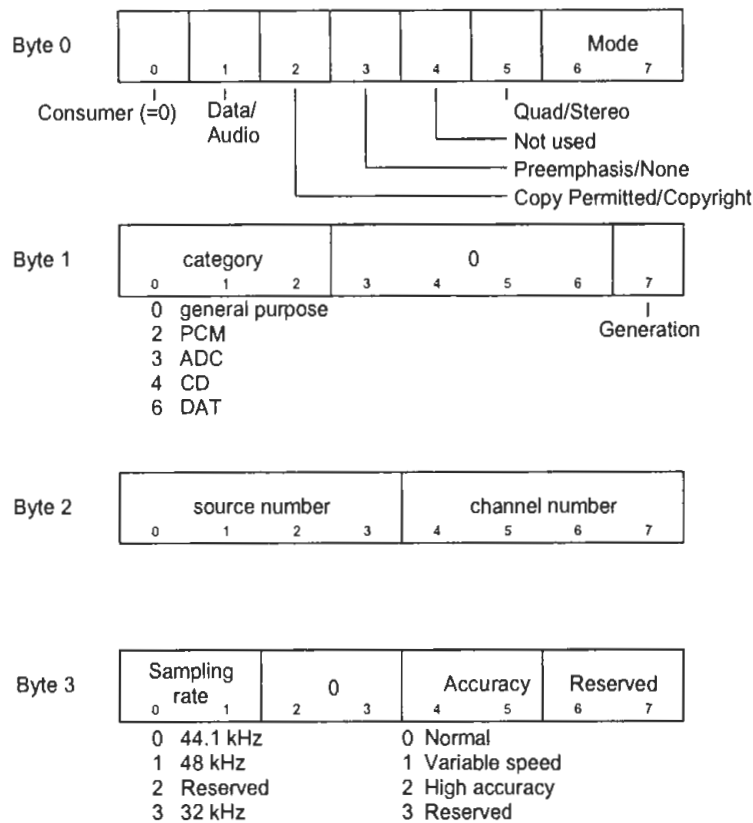 Byte 0
Mode
0 1 2 3 4 5 6 7
Consumer (=0) Data/ Quad/Stereo
Audio Not used
Preemphasis/None
Copy Permitted/Copyright
Byte 1
category 0
0 1 2 3 4 5 6 7
0 general purpose Generation
2 PCM
3 ADC
4 CD
6 DAT
Byte 2
source number channel number
0 1 2 3 4 5 6 7
Byte 3
Sampling rate 0 Accuracy Reserved
0 1 2 3 4 5 6 7
0 44.1 kHz 0 Normal
1 48 kHz 1 Variable speed
2 Reserved 2 High accuracy
3 32 kHz 3 Reserved